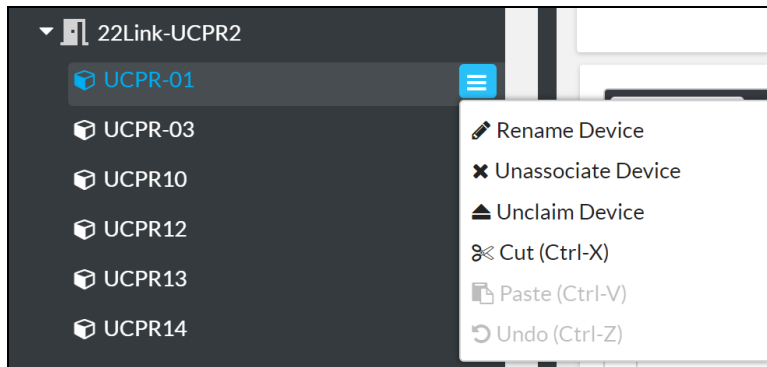 22Link-UCPR2
UCPR-01
UCPR-03
UCPR10
UCPR12
UCPR13
UCPR14
Rename Device
Unassociate Device
Unclaim Device
Cut (Ctrl-X)
Paste (Ctrl-V)
Undo (Ctrl-Z)